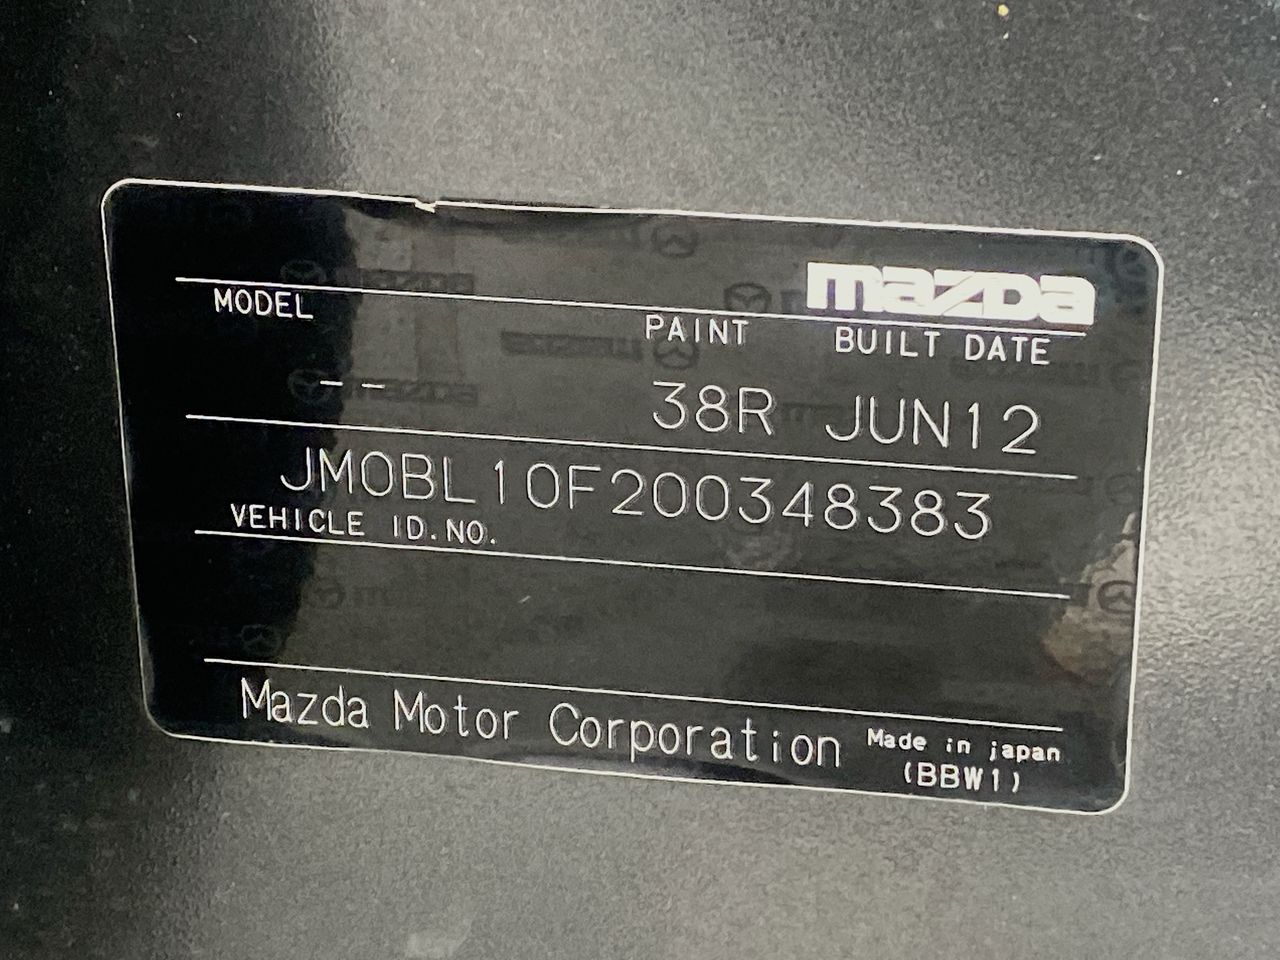 mazda
MODEL PAINT BUILT DATE
-- 38R JUN12
JM0BL10F200348383
VEHICLE ID.NO.
Mazda Motor Corporation Made in japan
(BBW1)